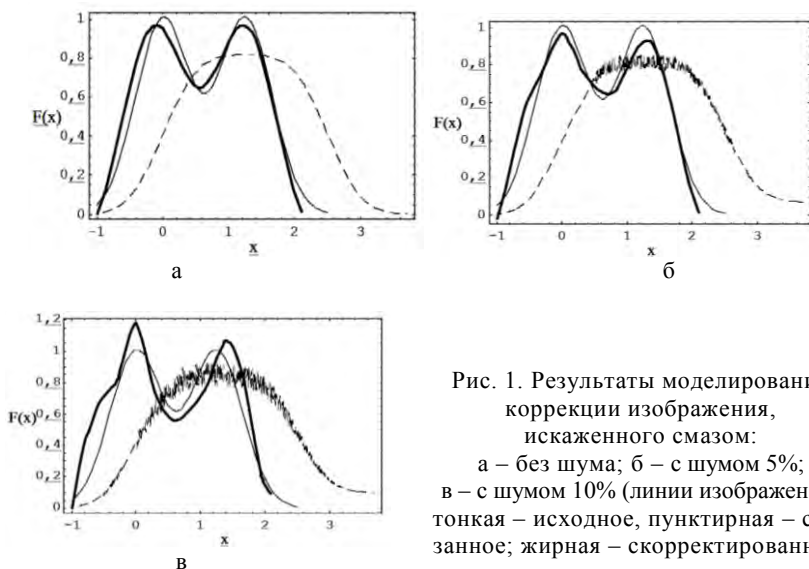 1
0,8
0,6
F(x)
0,4
0,2
0
-1 0 1 2 3
x
а
1
0,8
0,6
F(x)
0,4
0,2
0
-1 0 1 2 3
x
б
1,2
1
0,8
F(x) 0,6
0,4
0,2
0
-1 0 1 2 3
x
в
Рис. 1. Результаты моделировани
коррекции изображения,
искаженного смазом:
а – без шума; б – с шумом 5%;
в – с шумом 10% (линии изображен
тонкая – исходное, пунктирная – с
занное; жирная – скорректированн